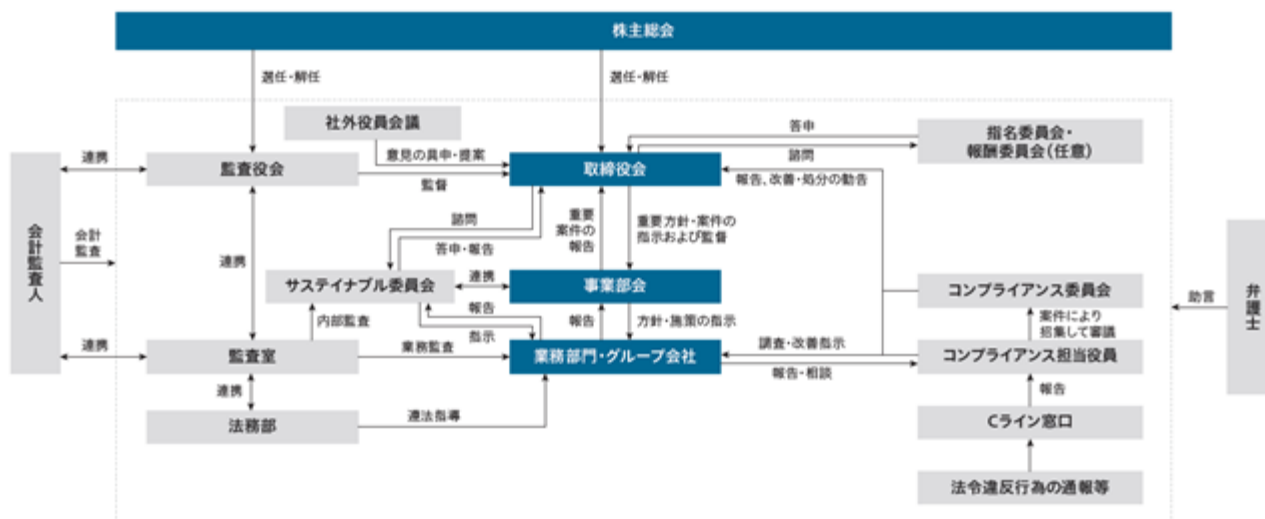 株主総会
選任・解任
選任・解任
社外役員会議
答申
指名委員会・
報酬委員会(任意)
連携
意見の具申・提案
監査役会
取締役会
諮問
監督
報告、改善・処分の勧告
会計監査人
会計
監査
諮問
重要
案件の
報告
重要方針・案件の
指示および監督
答申・報告
連携
サステイナブル委員会
連携
事業部会
コンプライアンス委員会
助言
弁護士
内部監査
報告
報告
方針・施策の指示
案件により
招集して審議
指示
連携
監査室
業務監査
業務部門・グループ会社
調査・改善指示
コンプライアンス担当役員
報告・相談
連携
報告
法務部
遵法指導
Cライン窓口
法令違反行為の通報等